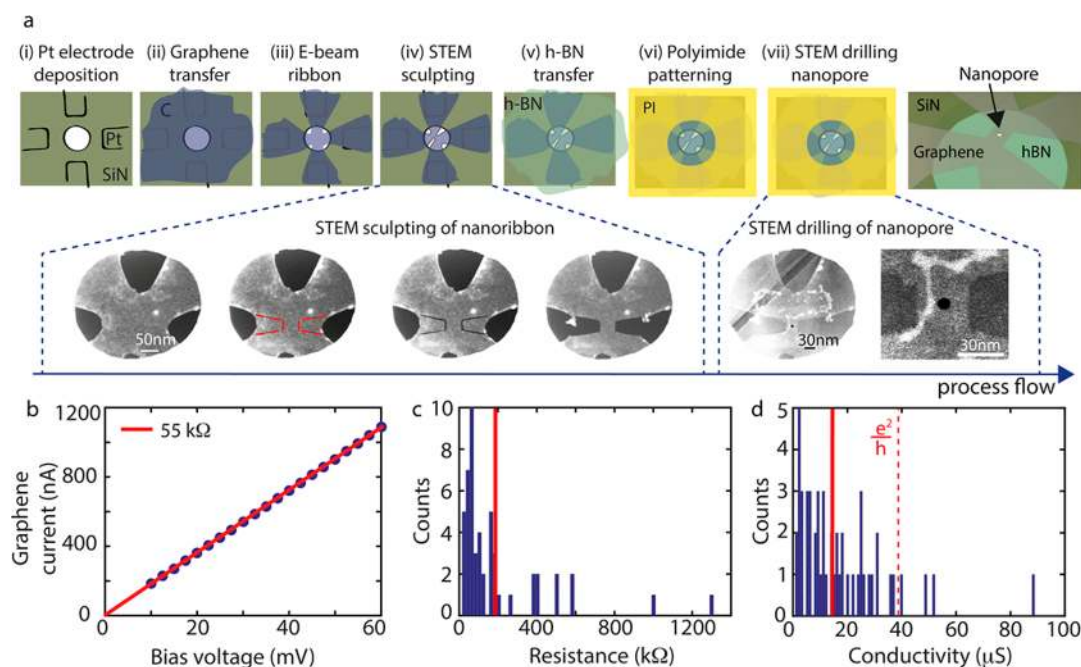 a
(i) Pt electrode deposition
(ii) Graphene transfer
(iii) E-beam ribbon
(iv) STEM sculpting
(v) h-BN transfer
(vi) Polyimide patterning
(vii) STEM drilling nanopore
Nanopore
Pt
SiN
C
h-BN
PI
SiN
Graphene
hBN
STEM sculpting of nanoribbon
STEM drilling of nanopore
50nm
30nm
30nm
process flow
b
Graphene current (nA)
1200
800
400
0
55 kΩ
0
20
40
60
Bias voltage (mV)
c
Counts
10
8
6
4
2
0
0
400
800
1200
Resistance (kΩ)
d
Counts
5
4
3
2
1
0
e²
h
0
20
40
60
80
100
Conductivity (μS)